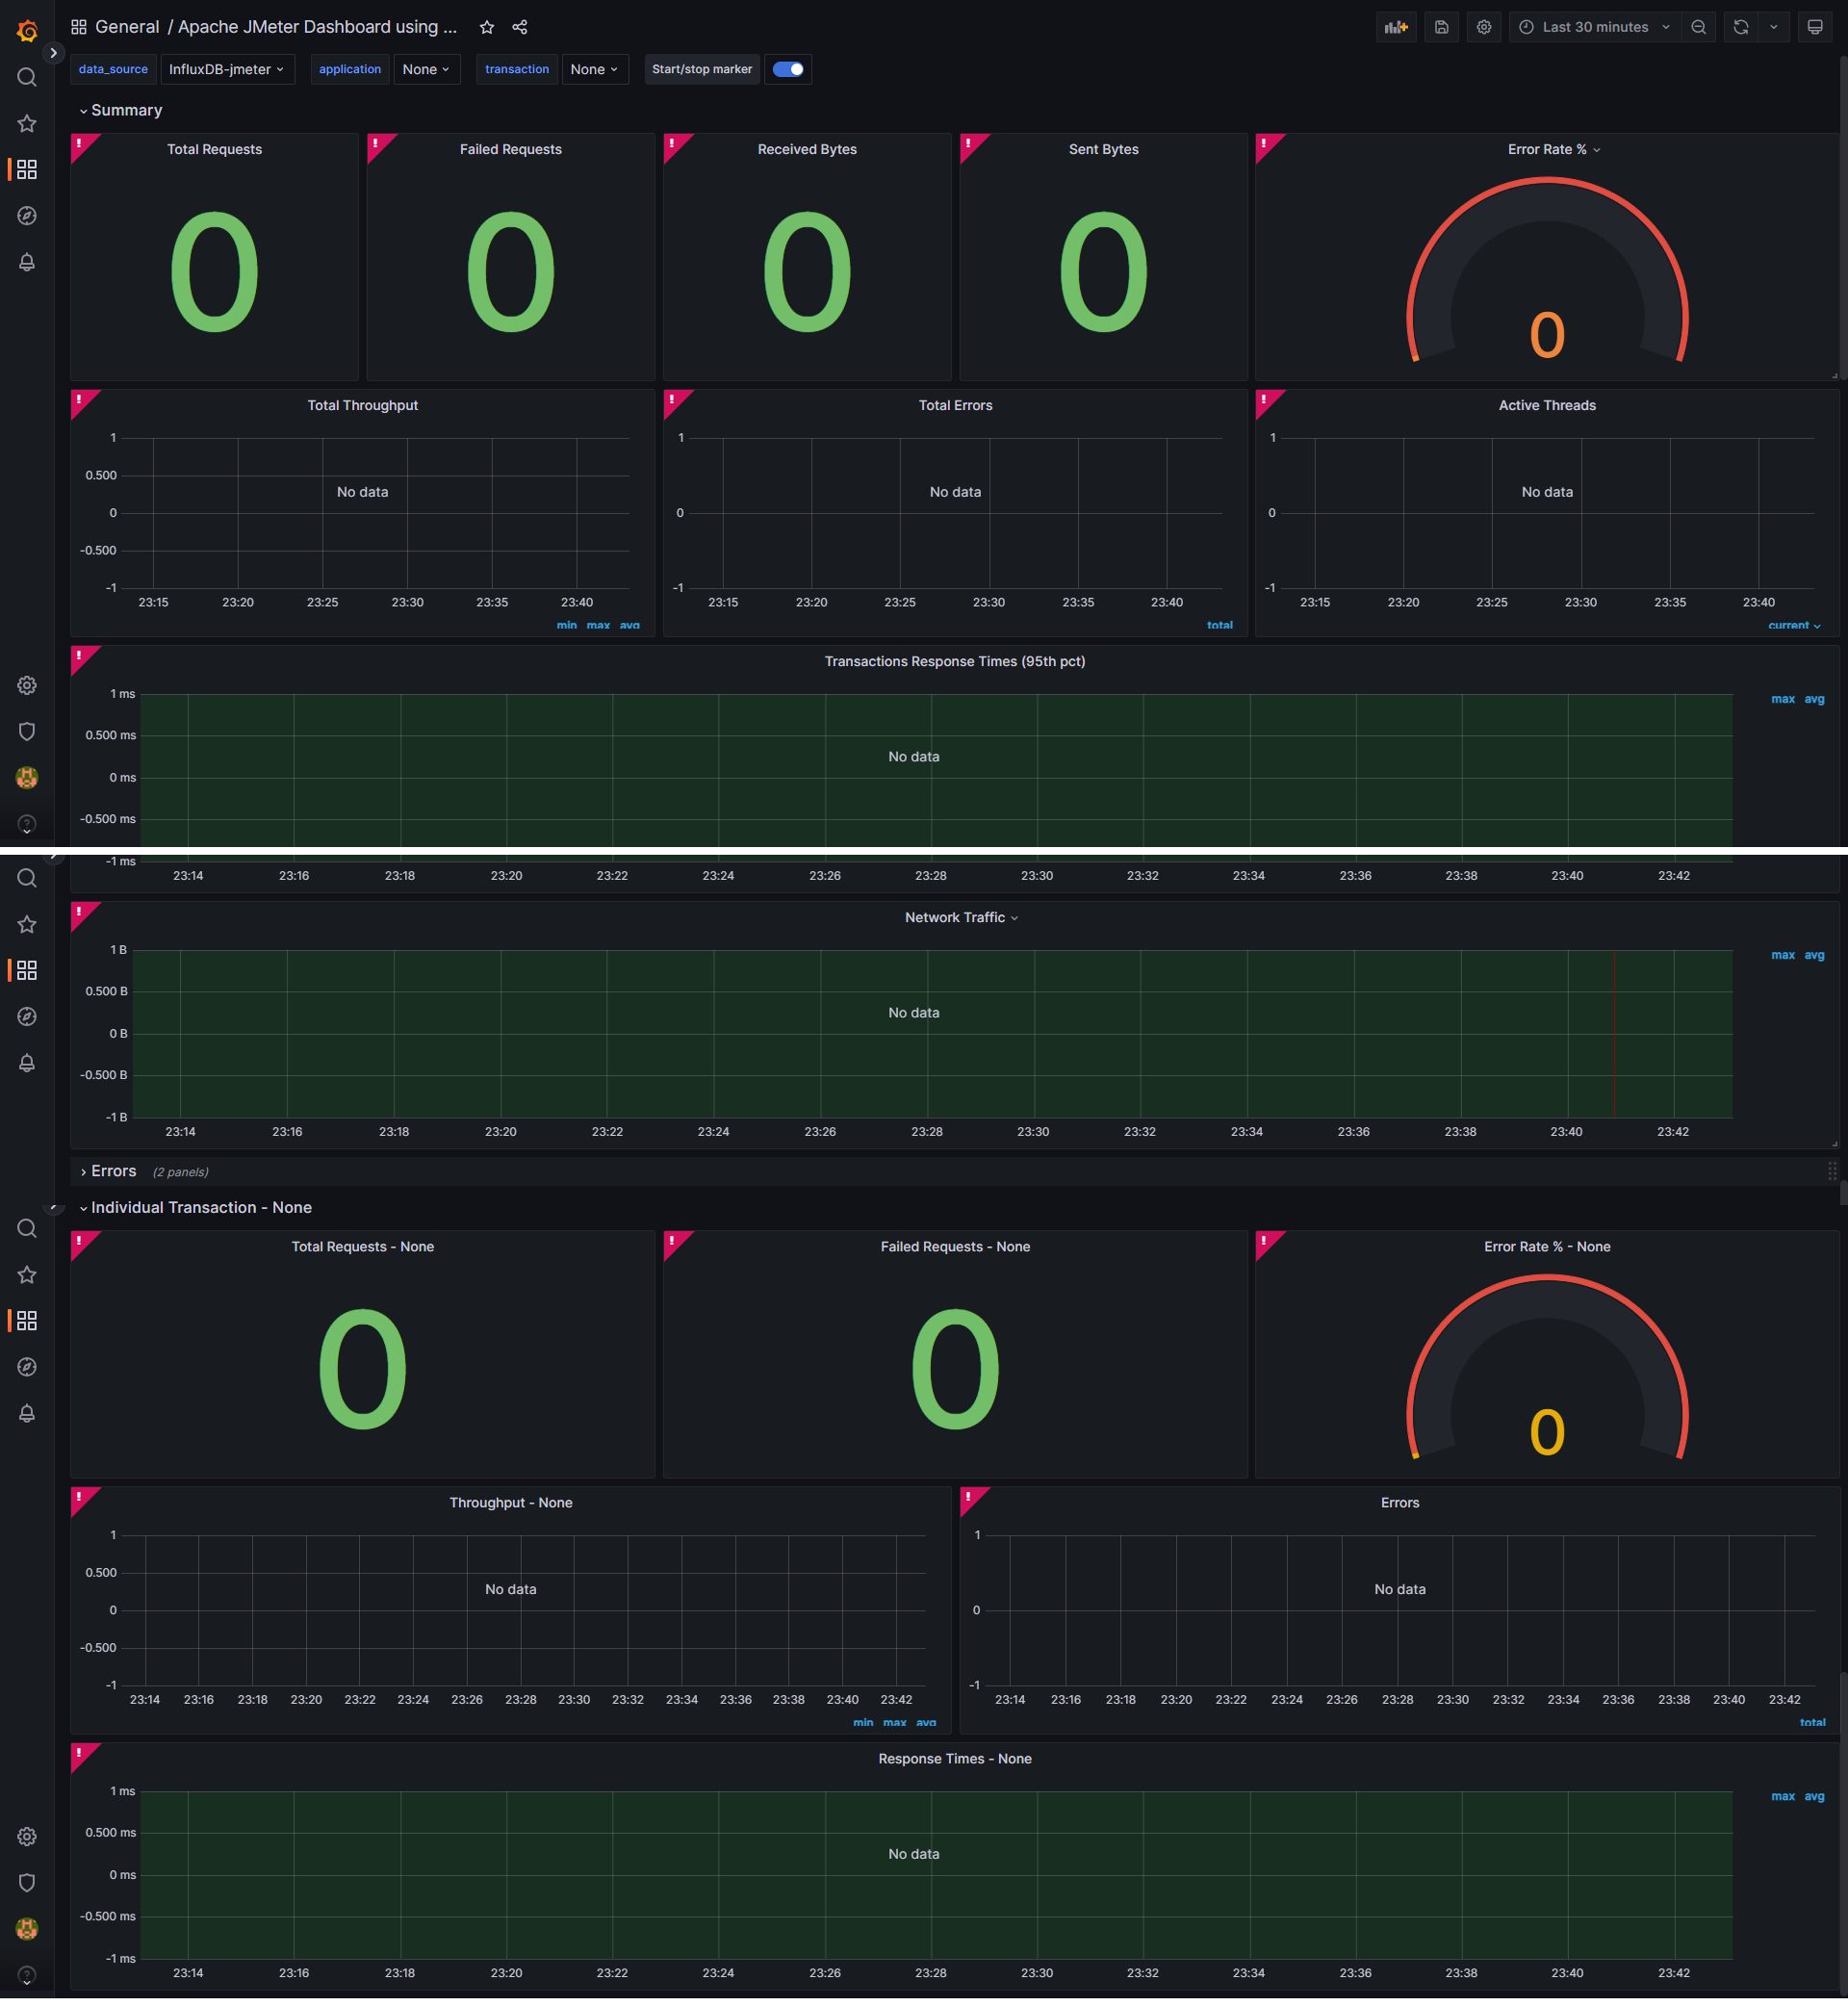 General / Apache JMeter Dashboard using ...
Last 30 minutes
data_source InfluxDB-jmeter application None transaction None Start/stop marker
Summary
Total Requests Failed Requests Received Bytes Sent Bytes Error Rate %
0 0 0 0 0
Total Throughput
1
0.500
0
-0.500
-1
No data
23:15 23:20 23:25 23:30 23:35 23:40
min max avg
Total Errors
1
0
-1
No data
23:15 23:20 23:25 23:30 23:35 23:40
total
Active Threads
1
0
-1
No data
23:15 23:20 23:25 23:30 23:35 23:40
current
Transactions Response Times (95th pct)
1 ms
0.500 ms
0 ms
-0.500 ms
-1 ms
No data
max avg
23:14 23:16 23:18 23:20 23:22 23:24 23:26 23:28 23:30 23:32 23:34 23:36 23:38 23:40 23:42
Network Traffic
1 B
0.500 B
0 B
-0.500 B
-1 B
No data
max avg
23:14 23:16 23:18 23:20 23:22 23:24 23:26 23:28 23:30 23:32 23:34 23:36 23:38 23:40 23:42
Errors (2 panels)
Individual Transaction - None
Total Requests - None Failed Requests - None Error Rate % - None
0 0 0
Throughput - None
1
0.500
0
-0.500
-1
No data
23:14 23:16 23:18 23:20 23:22 23:24 23:26 23:28 23:30 23:32 23:34 23:36 23:38 23:40 23:42
min max avg
Errors
1
0
-1
No data
23:14 23:16 23:18 23:20 23:22 23:24 23:26 23:28 23:30 23:32 23:34 23:36 23:38 23:40 23:42
total
Response Times - None
1 ms
0.500 ms
0 ms
-0.500 ms
-1 ms
No data
max avg
23:14 23:16 23:18 23:20 23:22 23:24 23:26 23:28 23:30 23:32 23:34 23:36 23:38 23:40 23:42